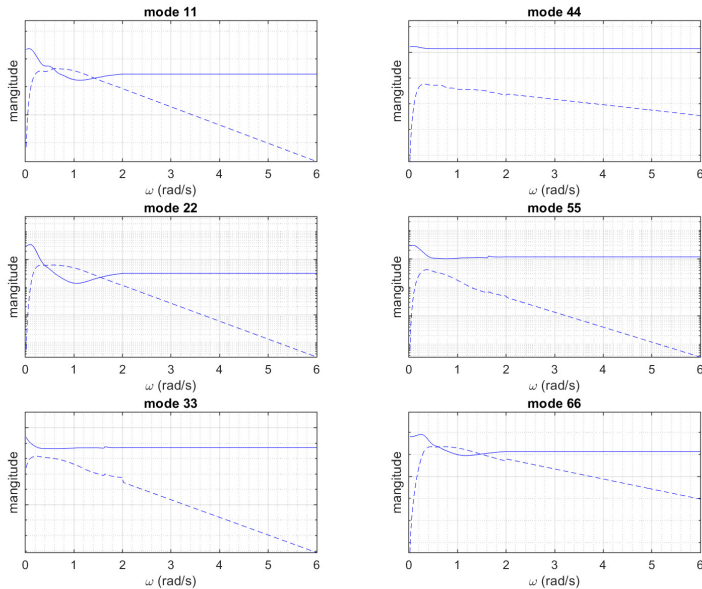 mode 11
mangitude
0 1 2 3 4 5 6
ω (rad/s)
mode 44
mangitude
0 1 2 3 4 5 6
ω (rad/s)
mode 22
mangitude
0 1 2 3 4 5 6
ω (rad/s)
mode 55
mangitude
0 1 2 3 4 5 6
ω (rad/s)
mode 33
mangitude
0 1 2 3 4 5 6
ω (rad/s)
mode 66
mangitude
0 1 2 3 4 5 6
ω (rad/s)